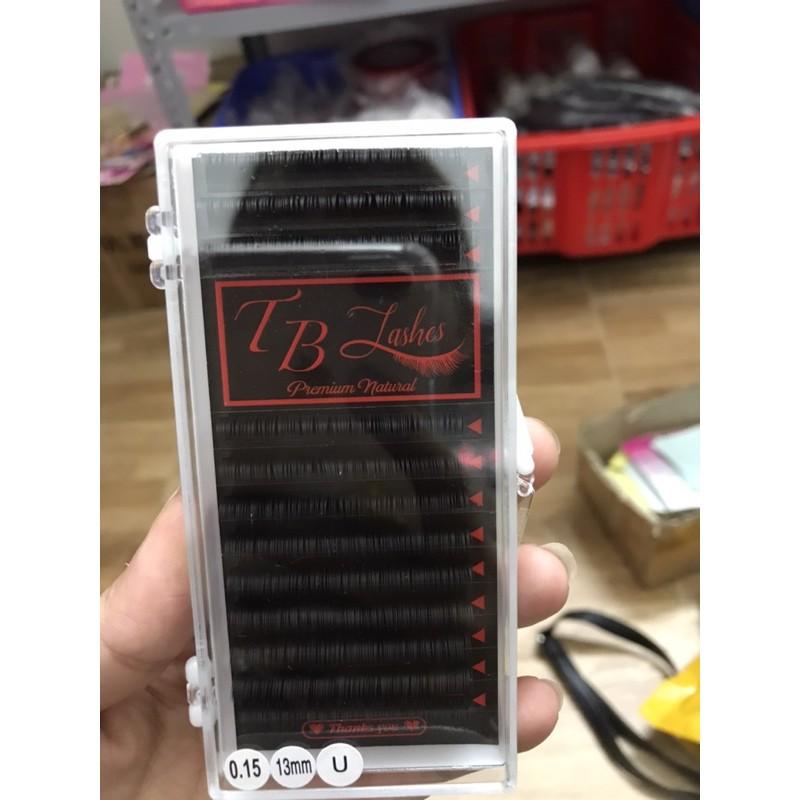 TB Lashes
Premium Natural
Thanks you
0.15 13mm U